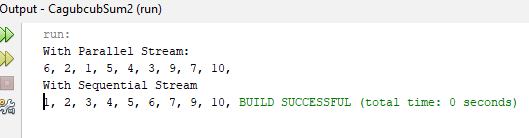 Output - CagubcubSum2 (run)
run:
With Parallel Stream:
6, 2, 1, 5, 4, 3, 9, 7, 10,
With Sequential Stream
1, 2, 3, 4, 5, 6, 7, 9, 10, BUILD SUCCESSFUL (total time: 0 seconds)